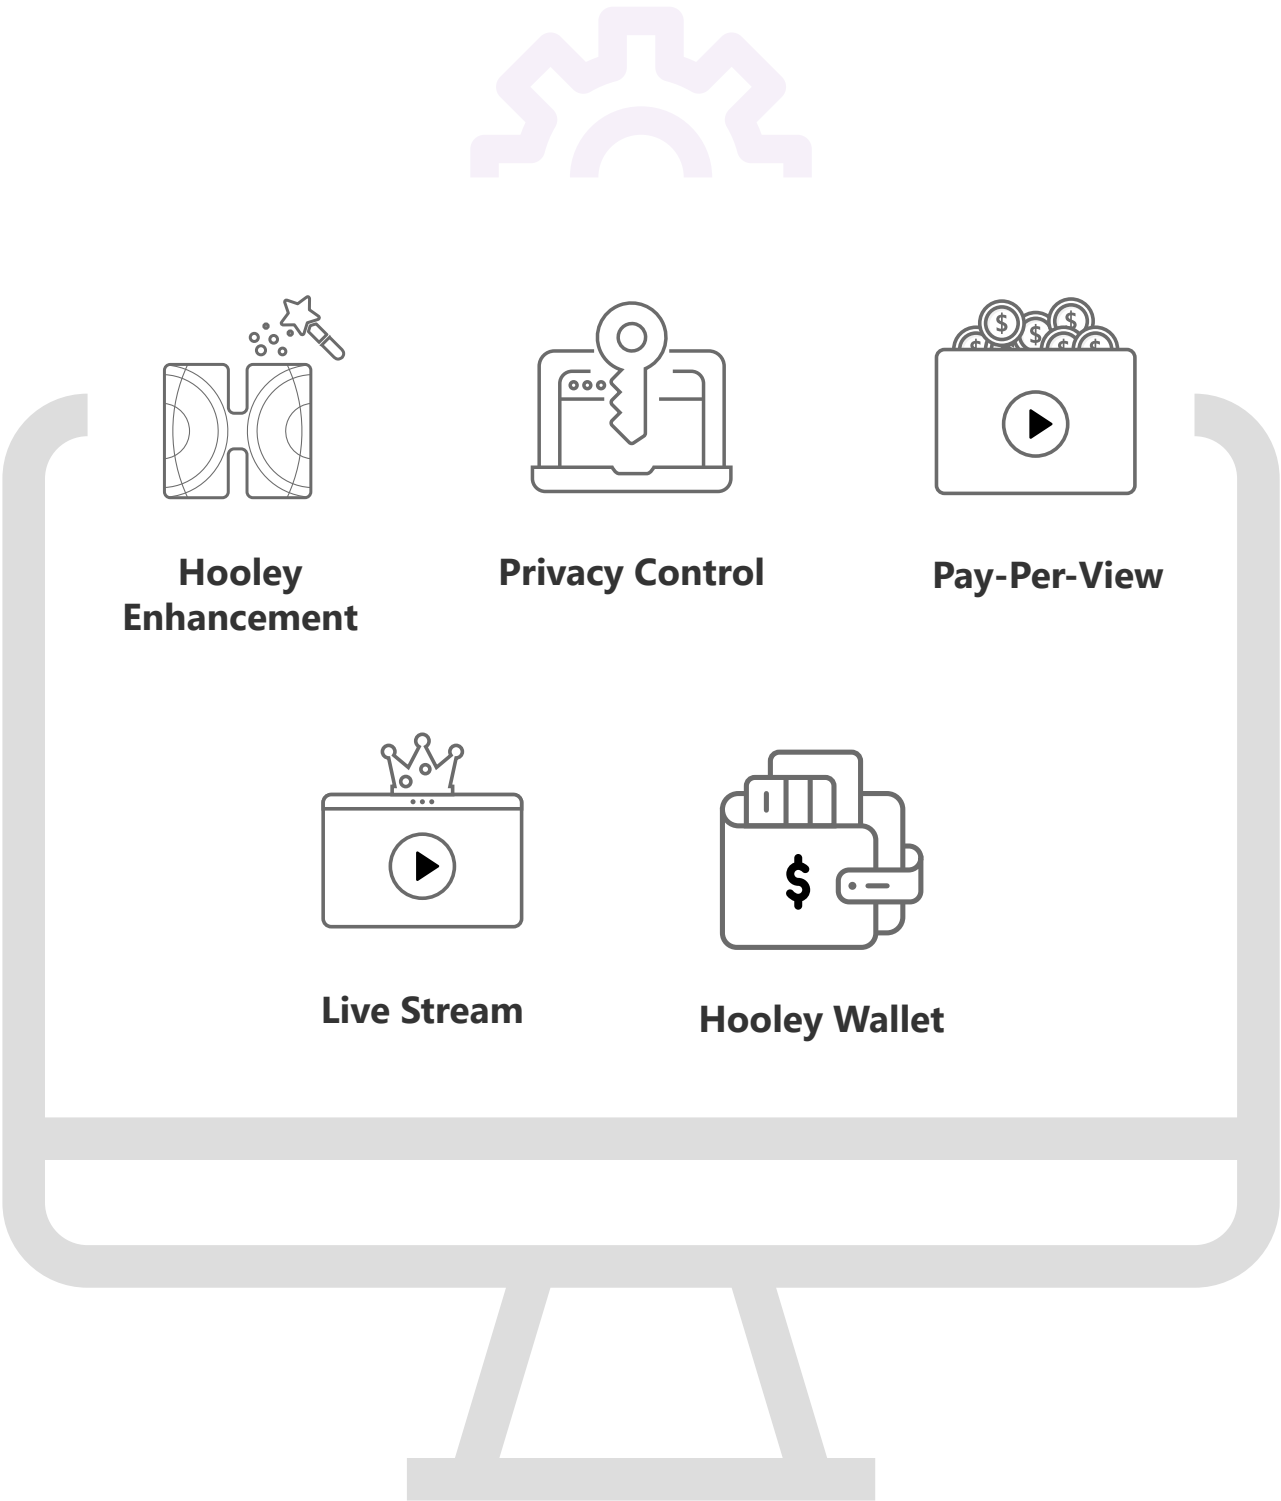 Hooley
Enhancement
Privacy Control
Pay-Per-View
$ $ $ $ $ $
Live Stream
Hooley Wallet
$